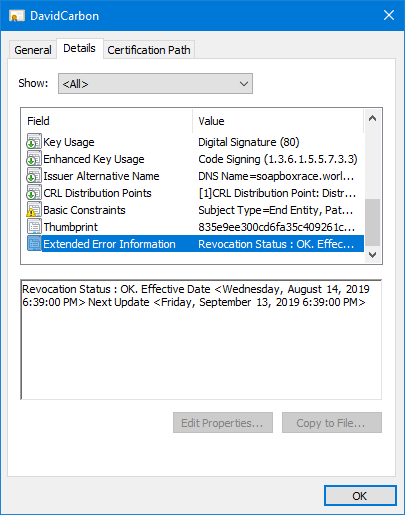 DavidCarbon
General Details Certification Path
Show: <All>
Field Value
Key Usage Digital Signature (80)
Enhanced Key Usage Code Signing (1.3.6.1.5.5.7.3.3)
Issuer Alternative Name DNS Name=soapboxrace.worl...
CRL Distribution Points [1]CRL Distribution Point: Distr...
Basic Constraints Subject Type=End Entity, Pat...
Thumbprint 835e9ee300cd6fa35c409261c...
Extended Error Information Revocation Status : OK. Effec...
Revocation Status : OK. Effective Date <Wednesday, August 14, 2019
6:39:00 PM> Next Update <Friday, September 13, 2019 6:39:00 PM>
Edit Properties... Copy to File...
OK